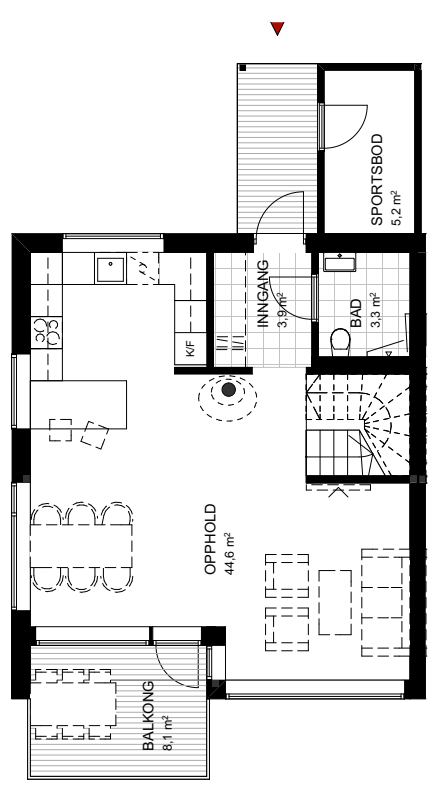 SPORTSBOD
5,2 m²
INNGANG
3,9 m²
BAD
3,3 m²
K/F
OPPHOLD
44,6 m²
BALKONG
8,1 m²